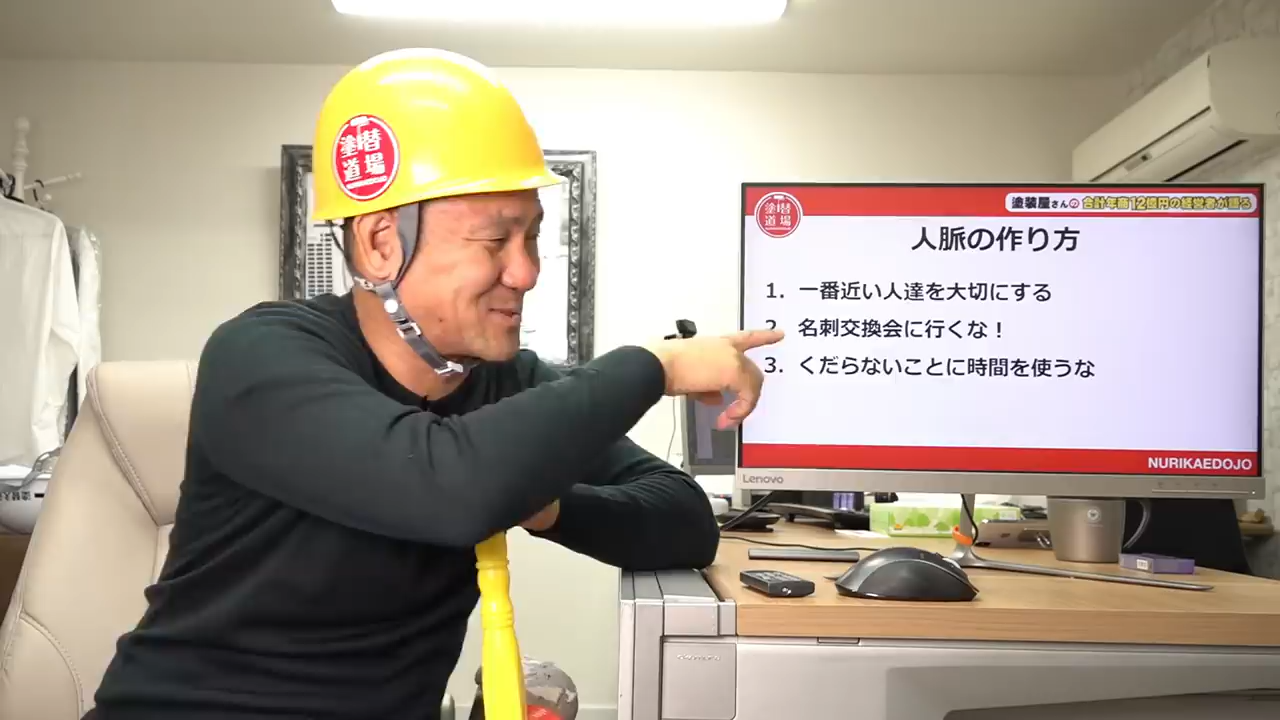 塗替
道場
塗替
道場
塗装屋さんの 合計年商12億円の経営者が語る
人脈の作り方
1. 一番近い人達を大切にする
2. 名刺交換会に行くな！
3. くだらないことに時間を使うな
NURIKAEDOJO
Lenovo